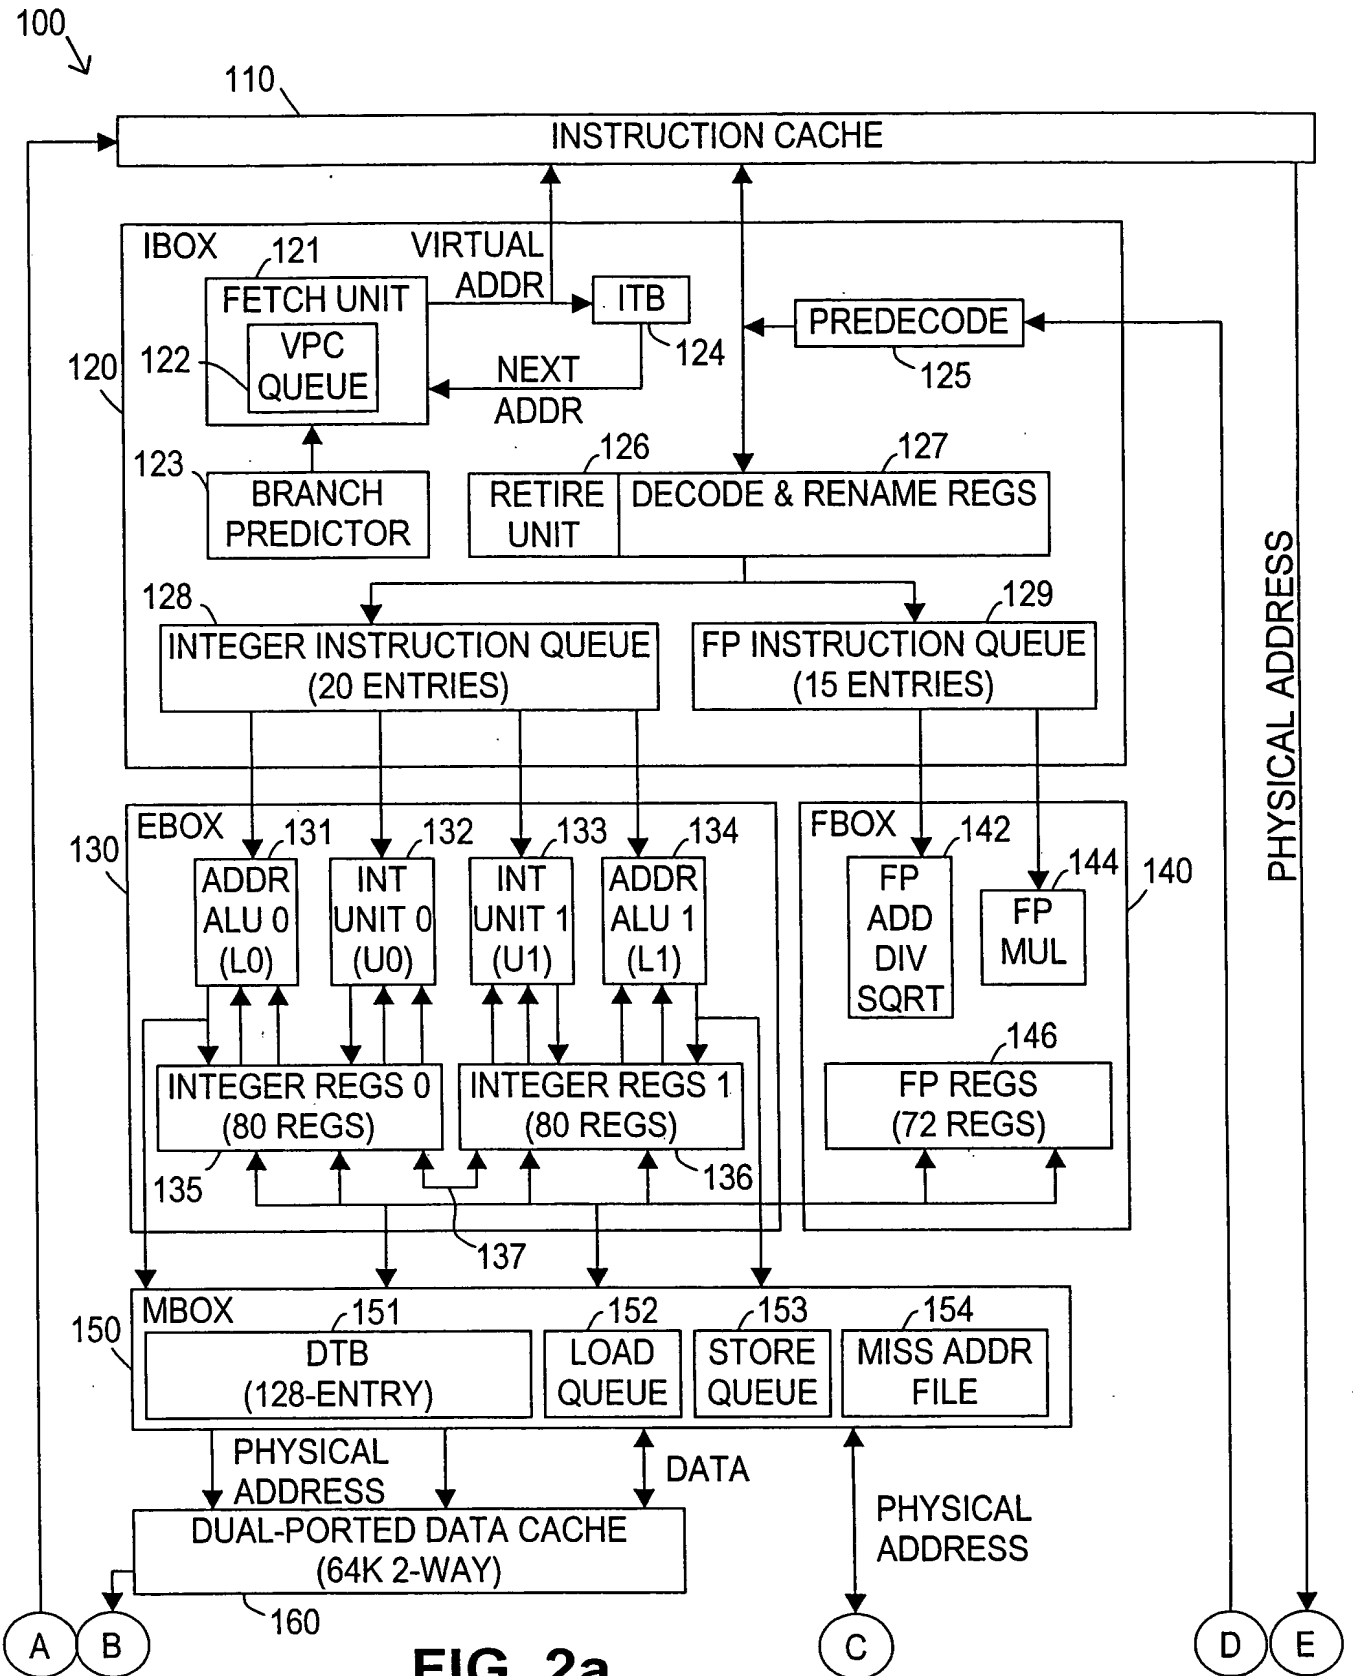 100
110
INSTRUCTION CACHE
IBOX
121
VIRTUAL
ADDR
FETCH UNIT
ITB
124
PREDECODE
125
VPC
QUEUE
122
120
NEXT
ADDR
123
BRANCH
PREDICTOR
126
127
RETIRE
UNIT
DECODE & RENAME REGS
PHYSICAL ADDRESS
128
129
INTEGER INSTRUCTION QUEUE
(20 ENTRIES)
FP INSTRUCTION QUEUE
(15 ENTRIES)
EBOX
130
131
132
133
134
ADDR
ALU 0
(L0)
INT
UNIT 0
(U0)
INT
UNIT 1
(U1)
ADDR
ALU 1
(L1)
FBOX
142
144
140
FP
ADD
DIV
SQRT
FP
MUL
INTEGER REGS 0
(80 REGS)
INTEGER REGS 1
(80 REGS)
146
FP REGS
(72 REGS)
135
136
137
MBOX
150
151
152
153
154
DTB
(128-ENTRY)
LOAD
QUEUE
STORE
QUEUE
MISS ADDR
FILE
PHYSICAL
ADDRESS
DATA
PHYSICAL
ADDRESS
DUAL-PORTED DATA CACHE
(64K 2-WAY)
160
A
B
C
D
E
FIG. 2a